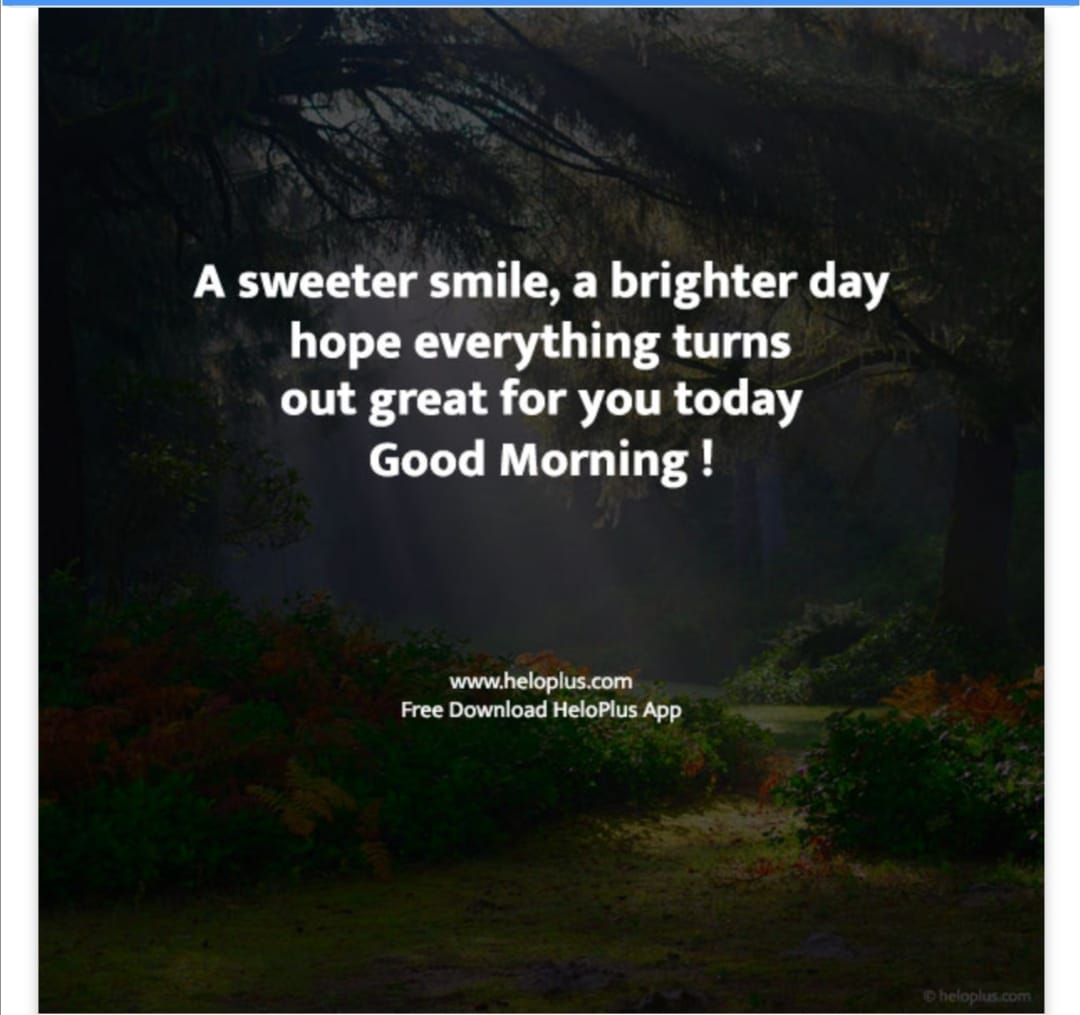 A sweeter smile, a brighter day
hope everything turns
out great for you today
Good Morning !
www.heloplus.com
Free Download HeloPlus App
© heloplus.com